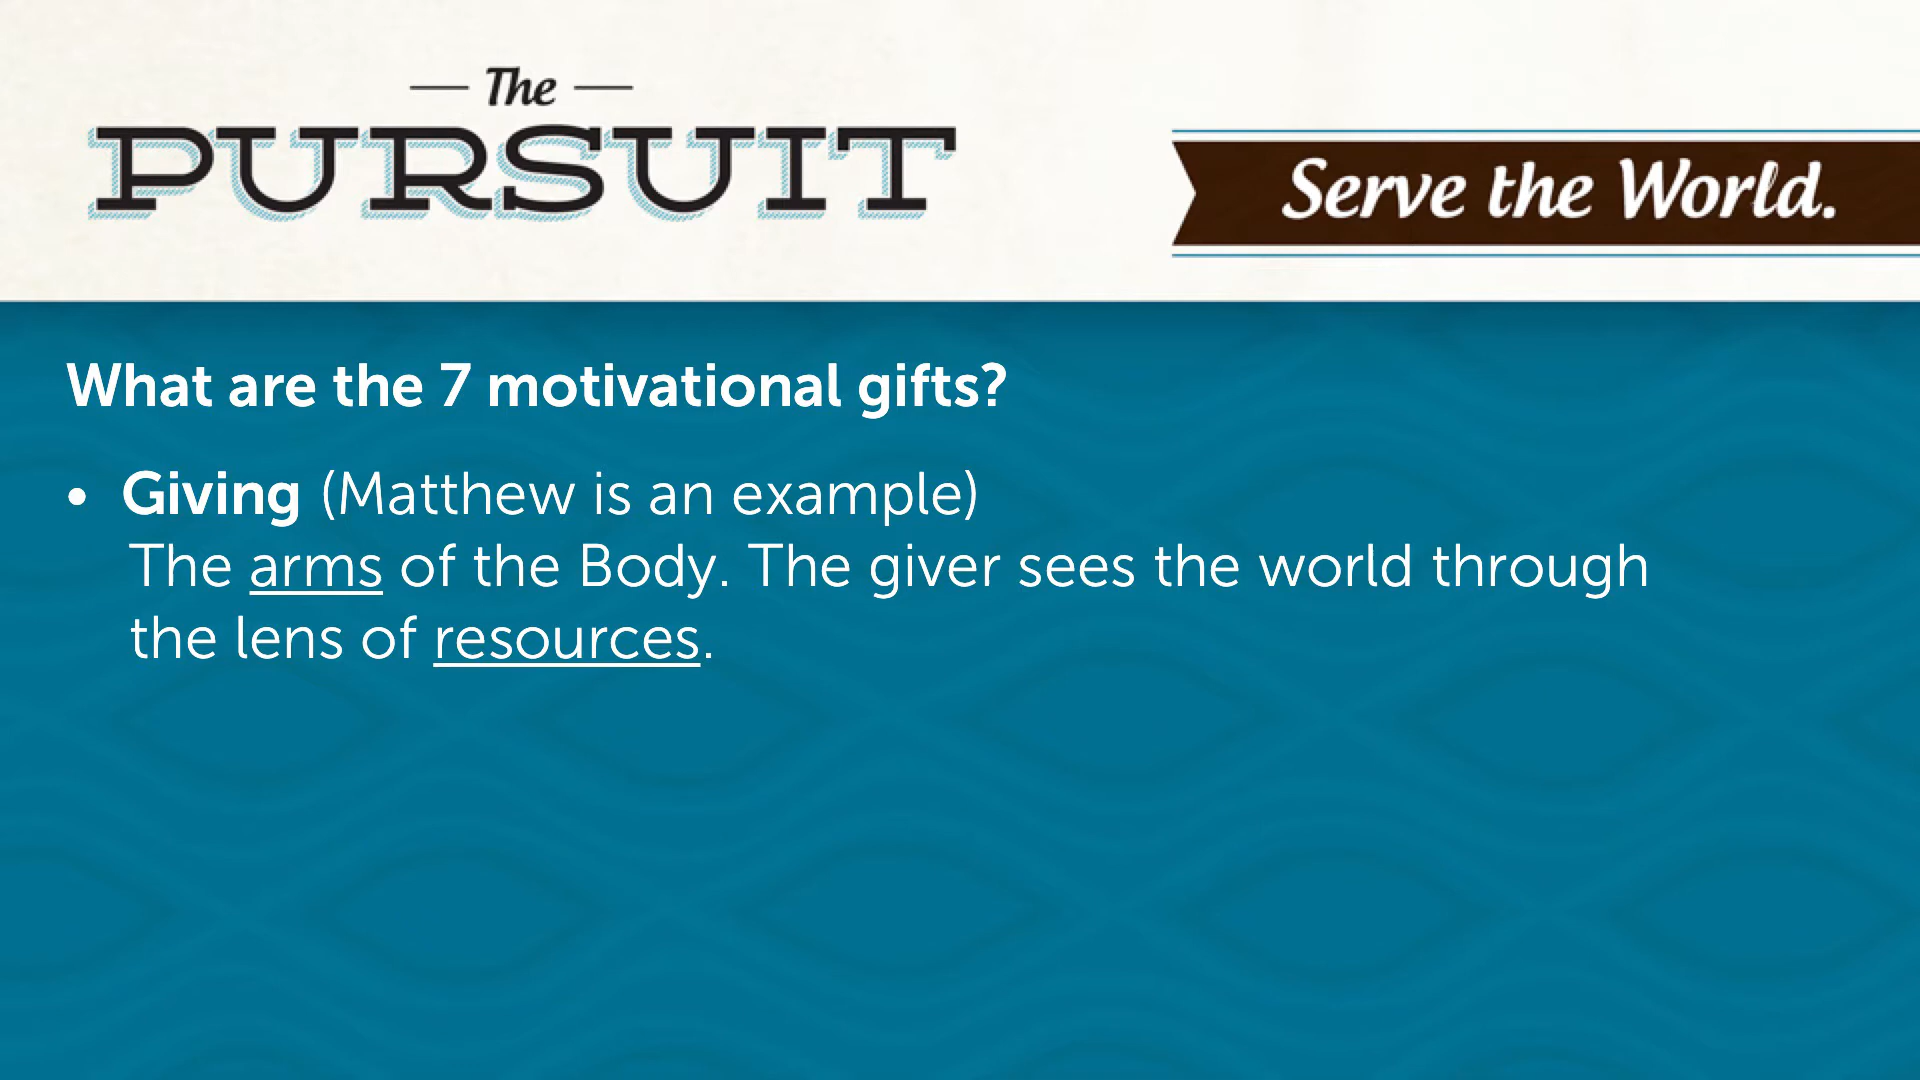 The
PURSUIT
Serve the World.
What are the 7 motivational gifts?
• Giving (Matthew is an example)
The arms of the Body. The giver sees the world through
the lens of resources.